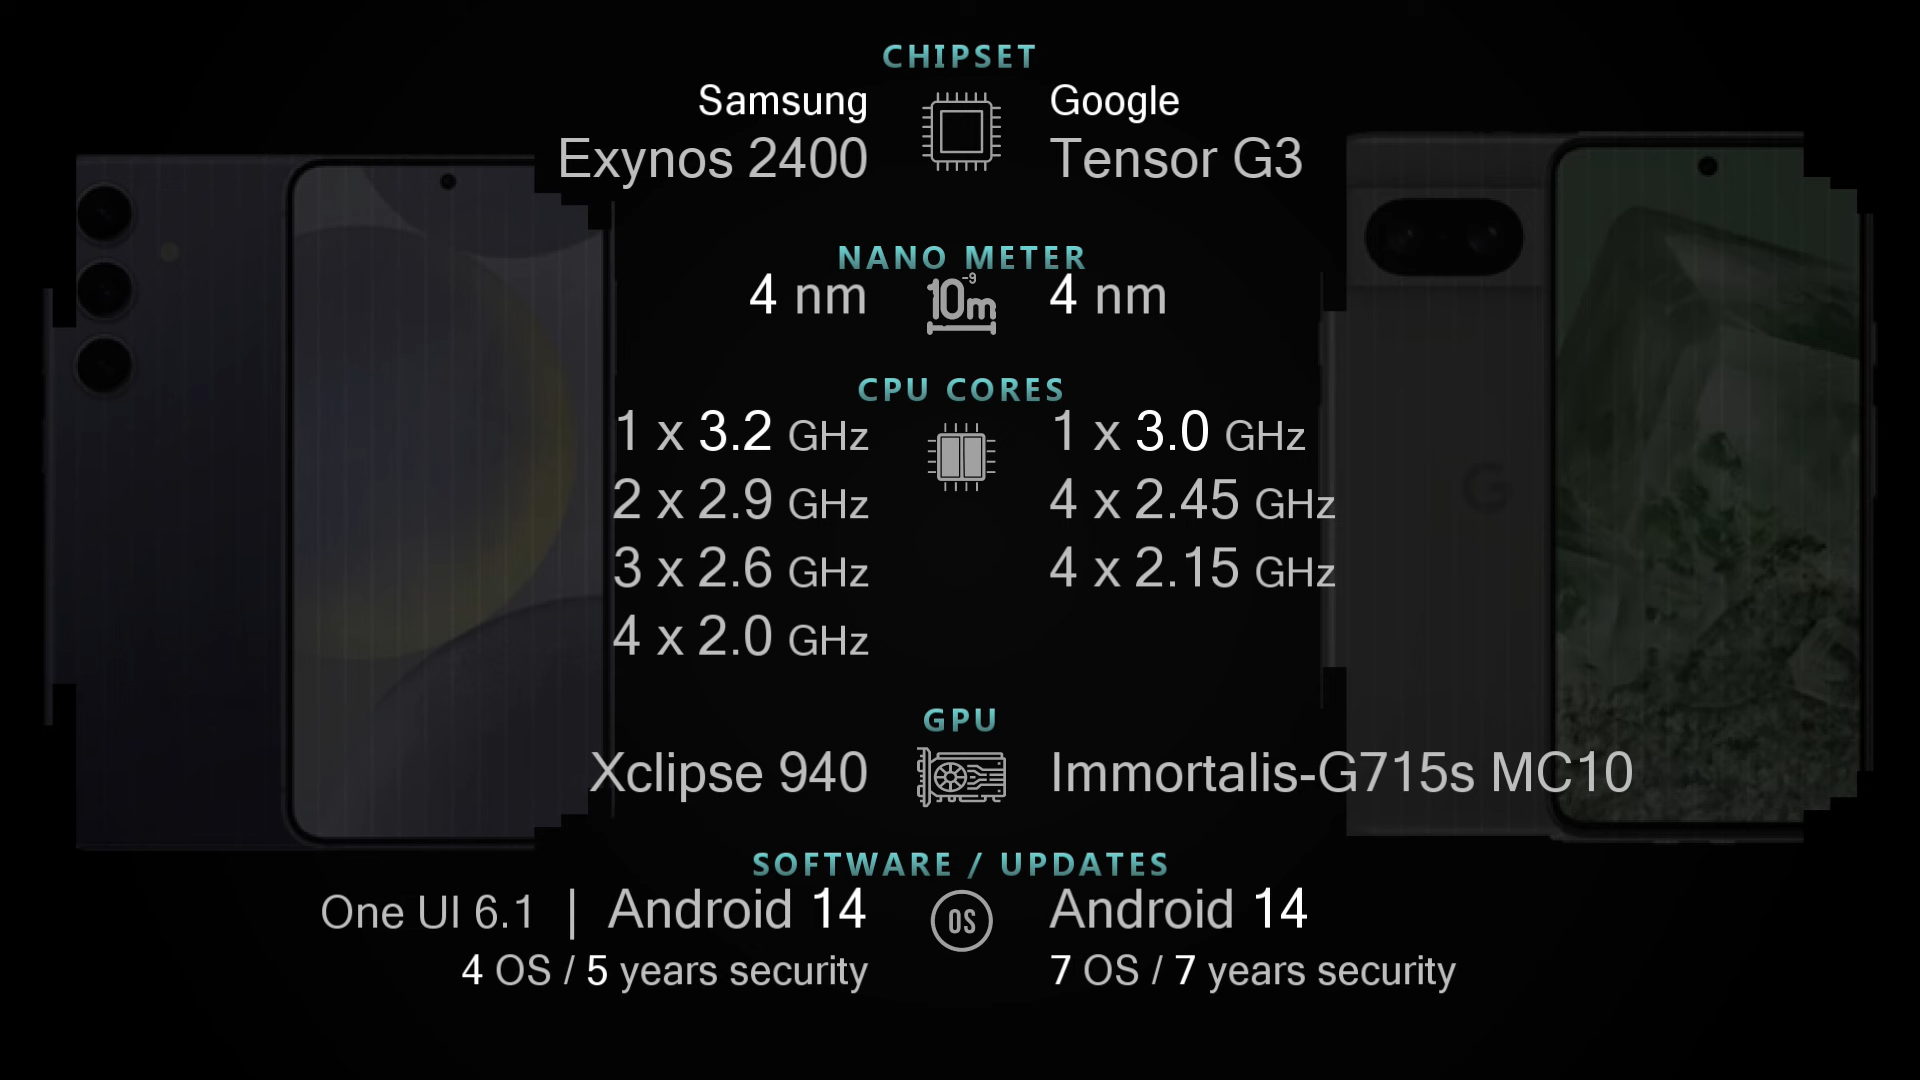 CHIPSET
Samsung
Google
Exynos 2400
Tensor G3
NANO METER
4 nm
10m
-9
4 nm
CPU CORES
1 x 3.2 GHz
1 x 3.0 GHz
2 x 2.9 GHz
4 x 2.45 GHz
3 x 2.6 GHz
4 x 2.15 GHz
4 x 2.0 GHz
G
GPU
Xclipse 940
Immortalis-G715s MC10
SOFTWARE / UPDATES
One UI 6.1 | Android 14
OS
Android 14
4 OS / 5 years security
7 OS / 7 years security